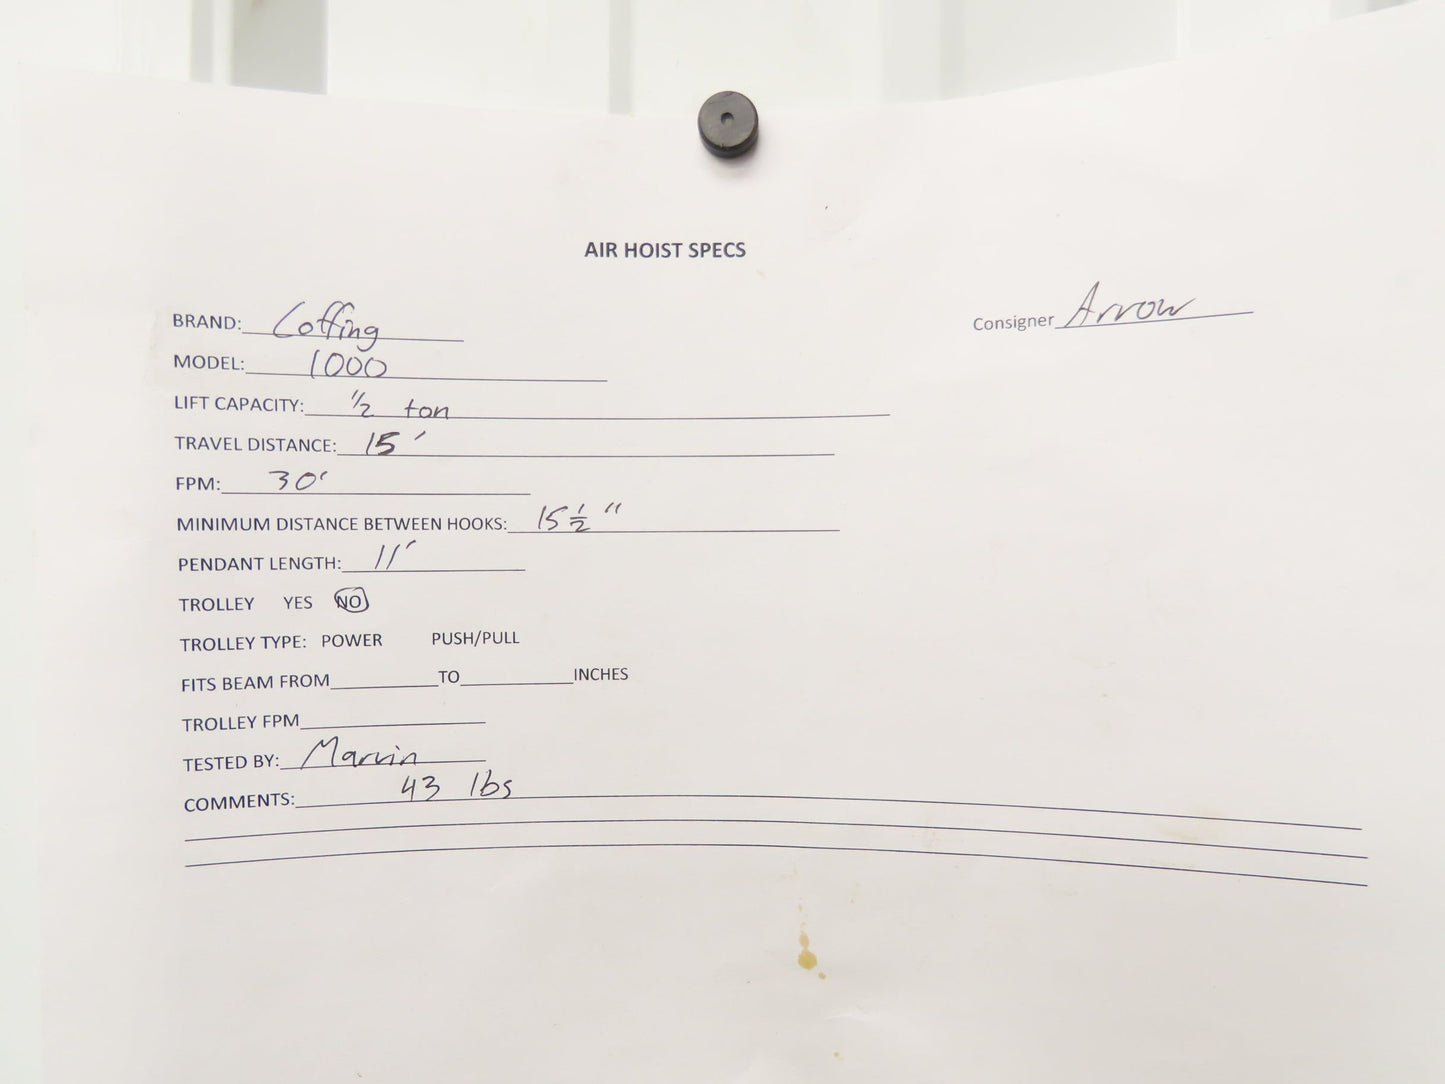 AIR HOIST SPECS
BRAND: Coffing
Consigner Arrow
MODEL: 1000
LIFT CAPACITY: 1/2 ton
TRAVEL DISTANCE: 15'
FPM: 30'
MINIMUM DISTANCE BETWEEN HOOKS: 15 1/2"
PENDANT LENGTH: 11'
TROLLEY YES NO
TROLLEY TYPE: POWER PUSH/PULL
FITS BEAM FROM TO INCHES
TROLLEY FPM
TESTED BY: Marvin
COMMENTS: 43 lbs